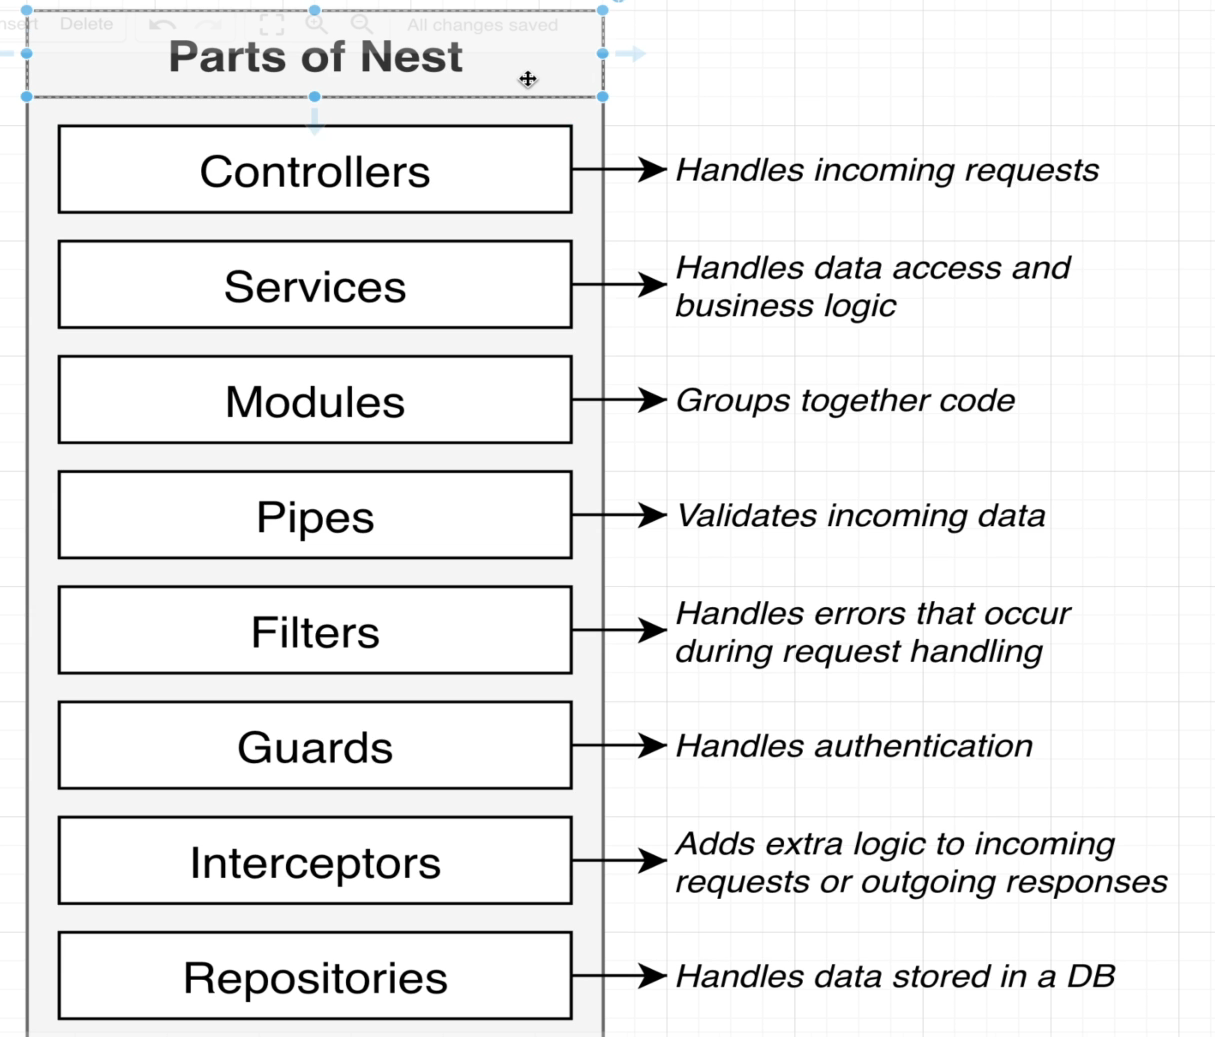 nsert Delete All changes saved
Parts of Nest
Controllers
Handles incoming requests
Services
Handles data access and
business logic
Modules
Groups together code
Pipes
Validates incoming data
Filters
Handles errors that occur
during request handling
Guards
Handles authentication
Interceptors
Adds extra logic to incoming
requests or outgoing responses
Repositories
Handles data stored in a DB